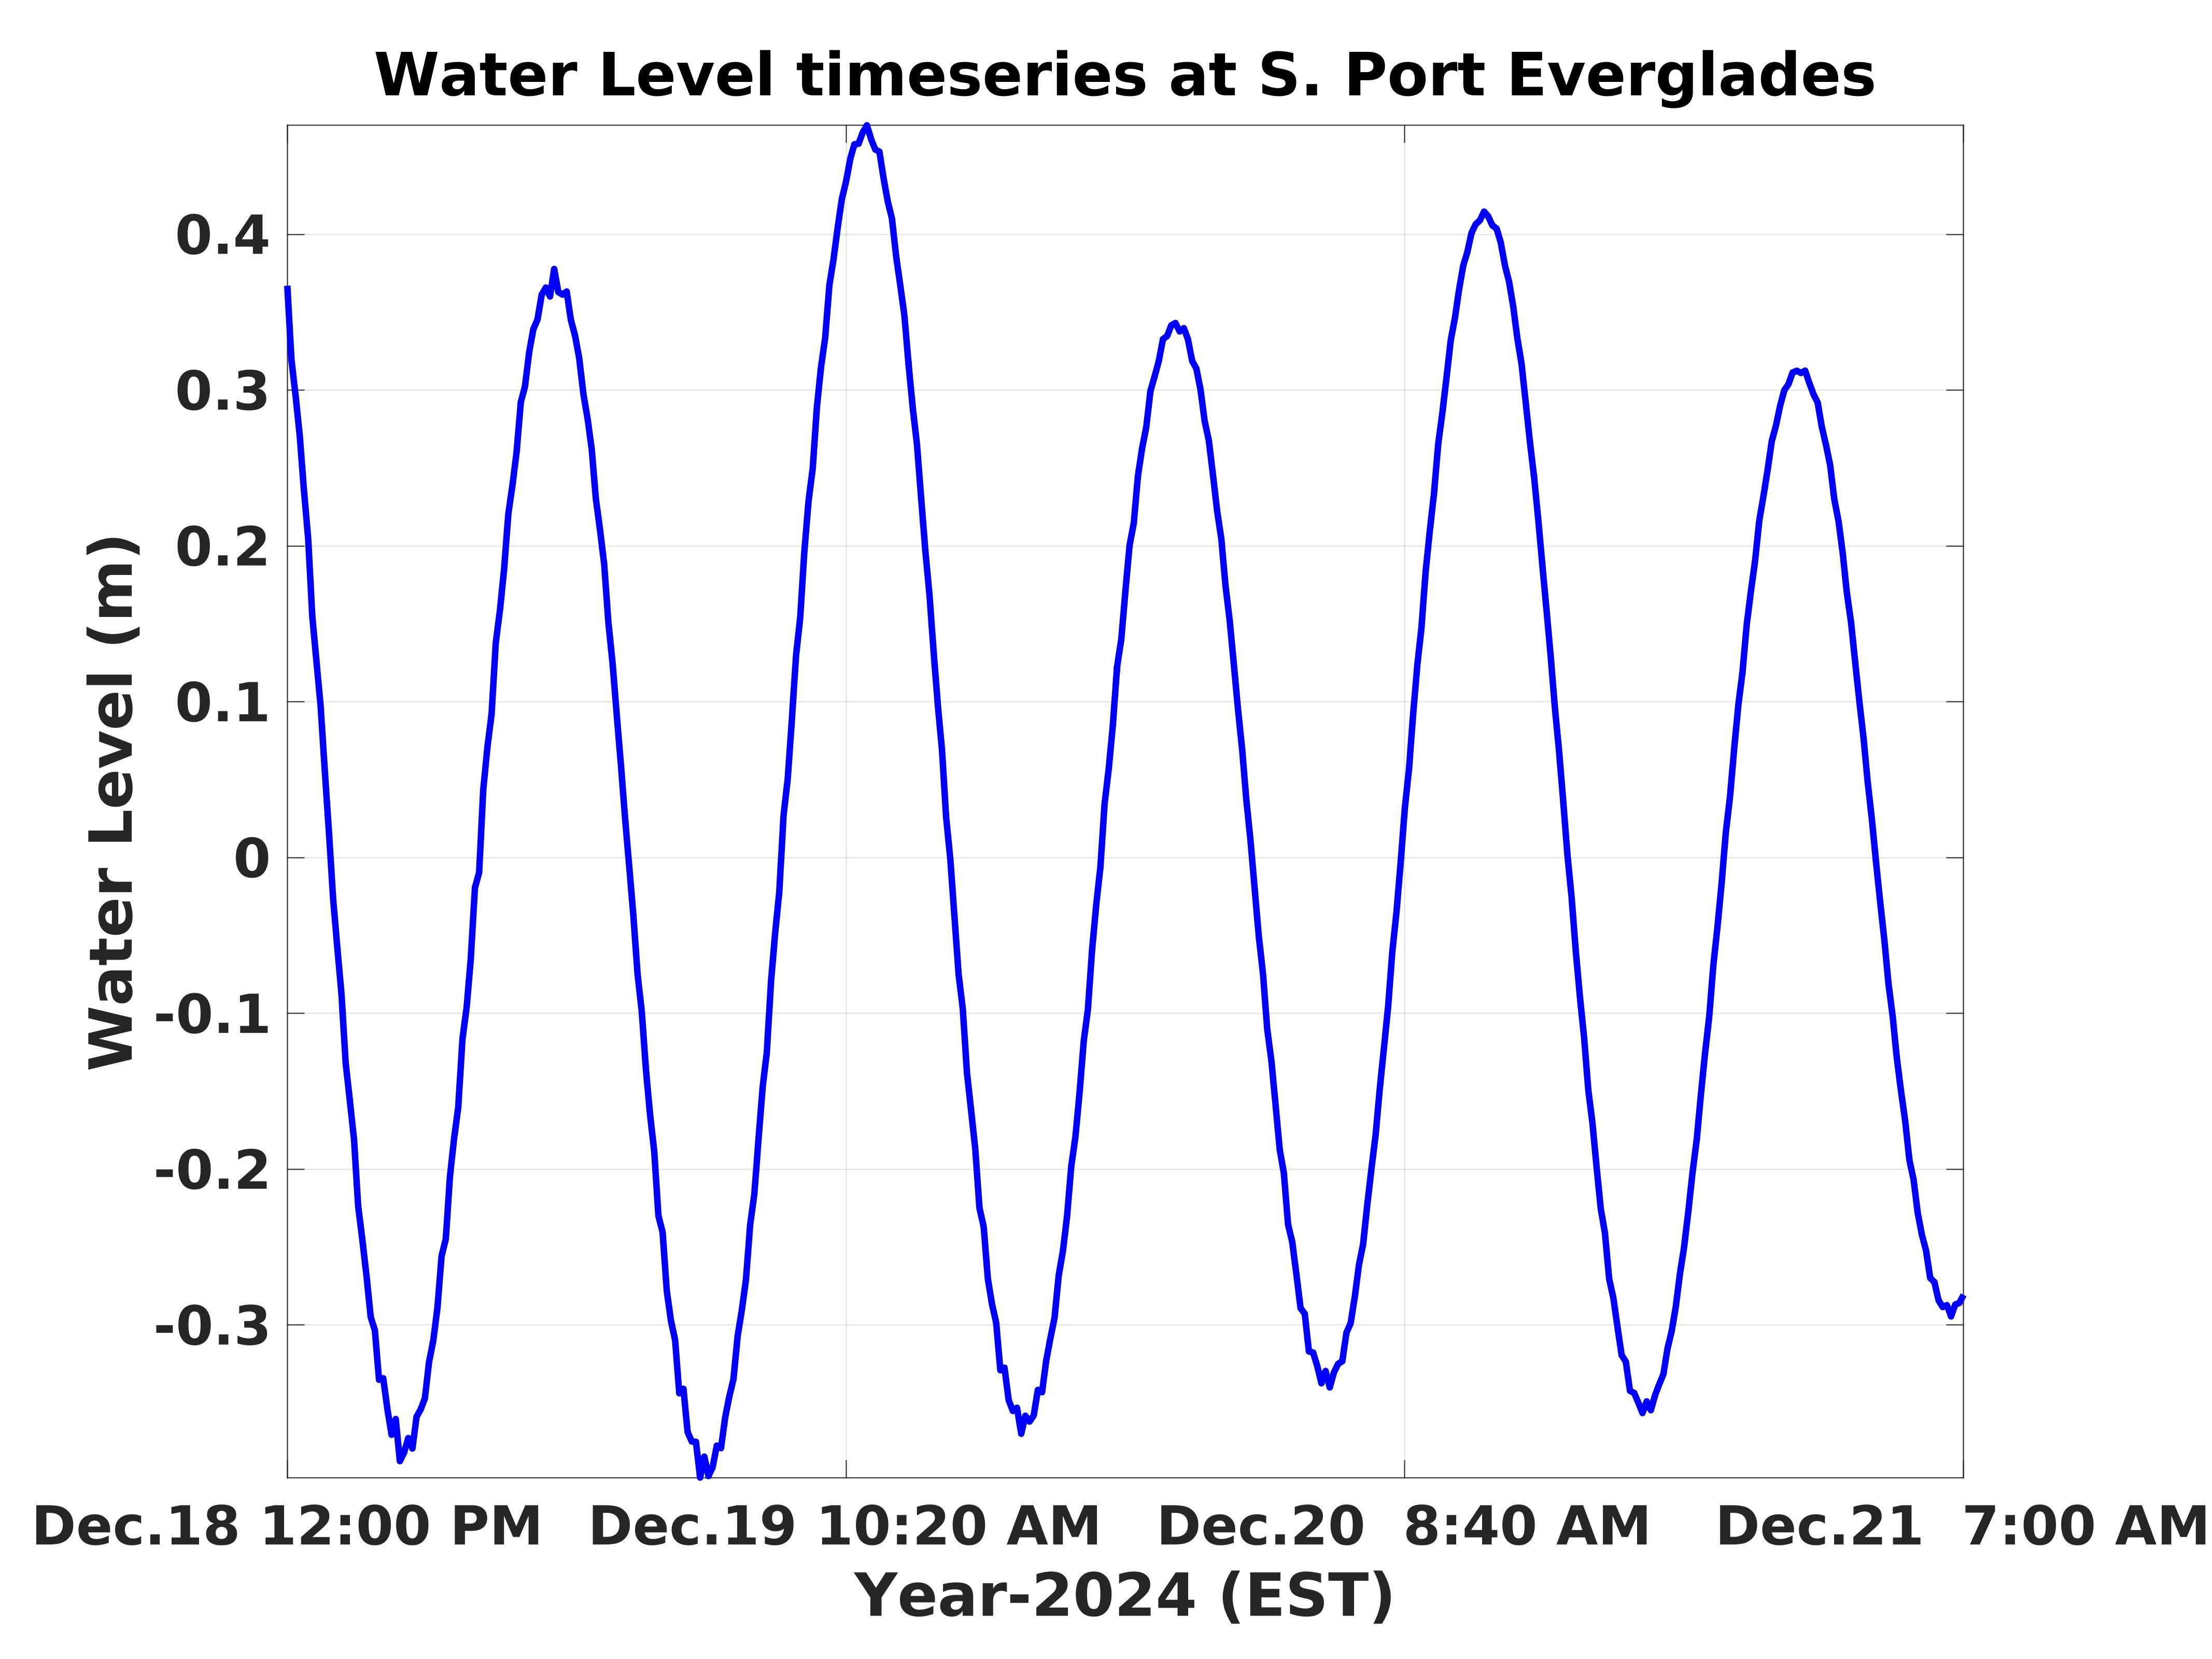 Water Level timeseries at S. Port Everglades
0.4
0.3
0.2
0.1
0
-0.1
-0.2
-0.3
Water Level (m)
Dec.18 12:00 PM Dec.19 10:20 AM Dec.20 8:40 AM Dec.21 7:00 AM
Year-2024 (EST)